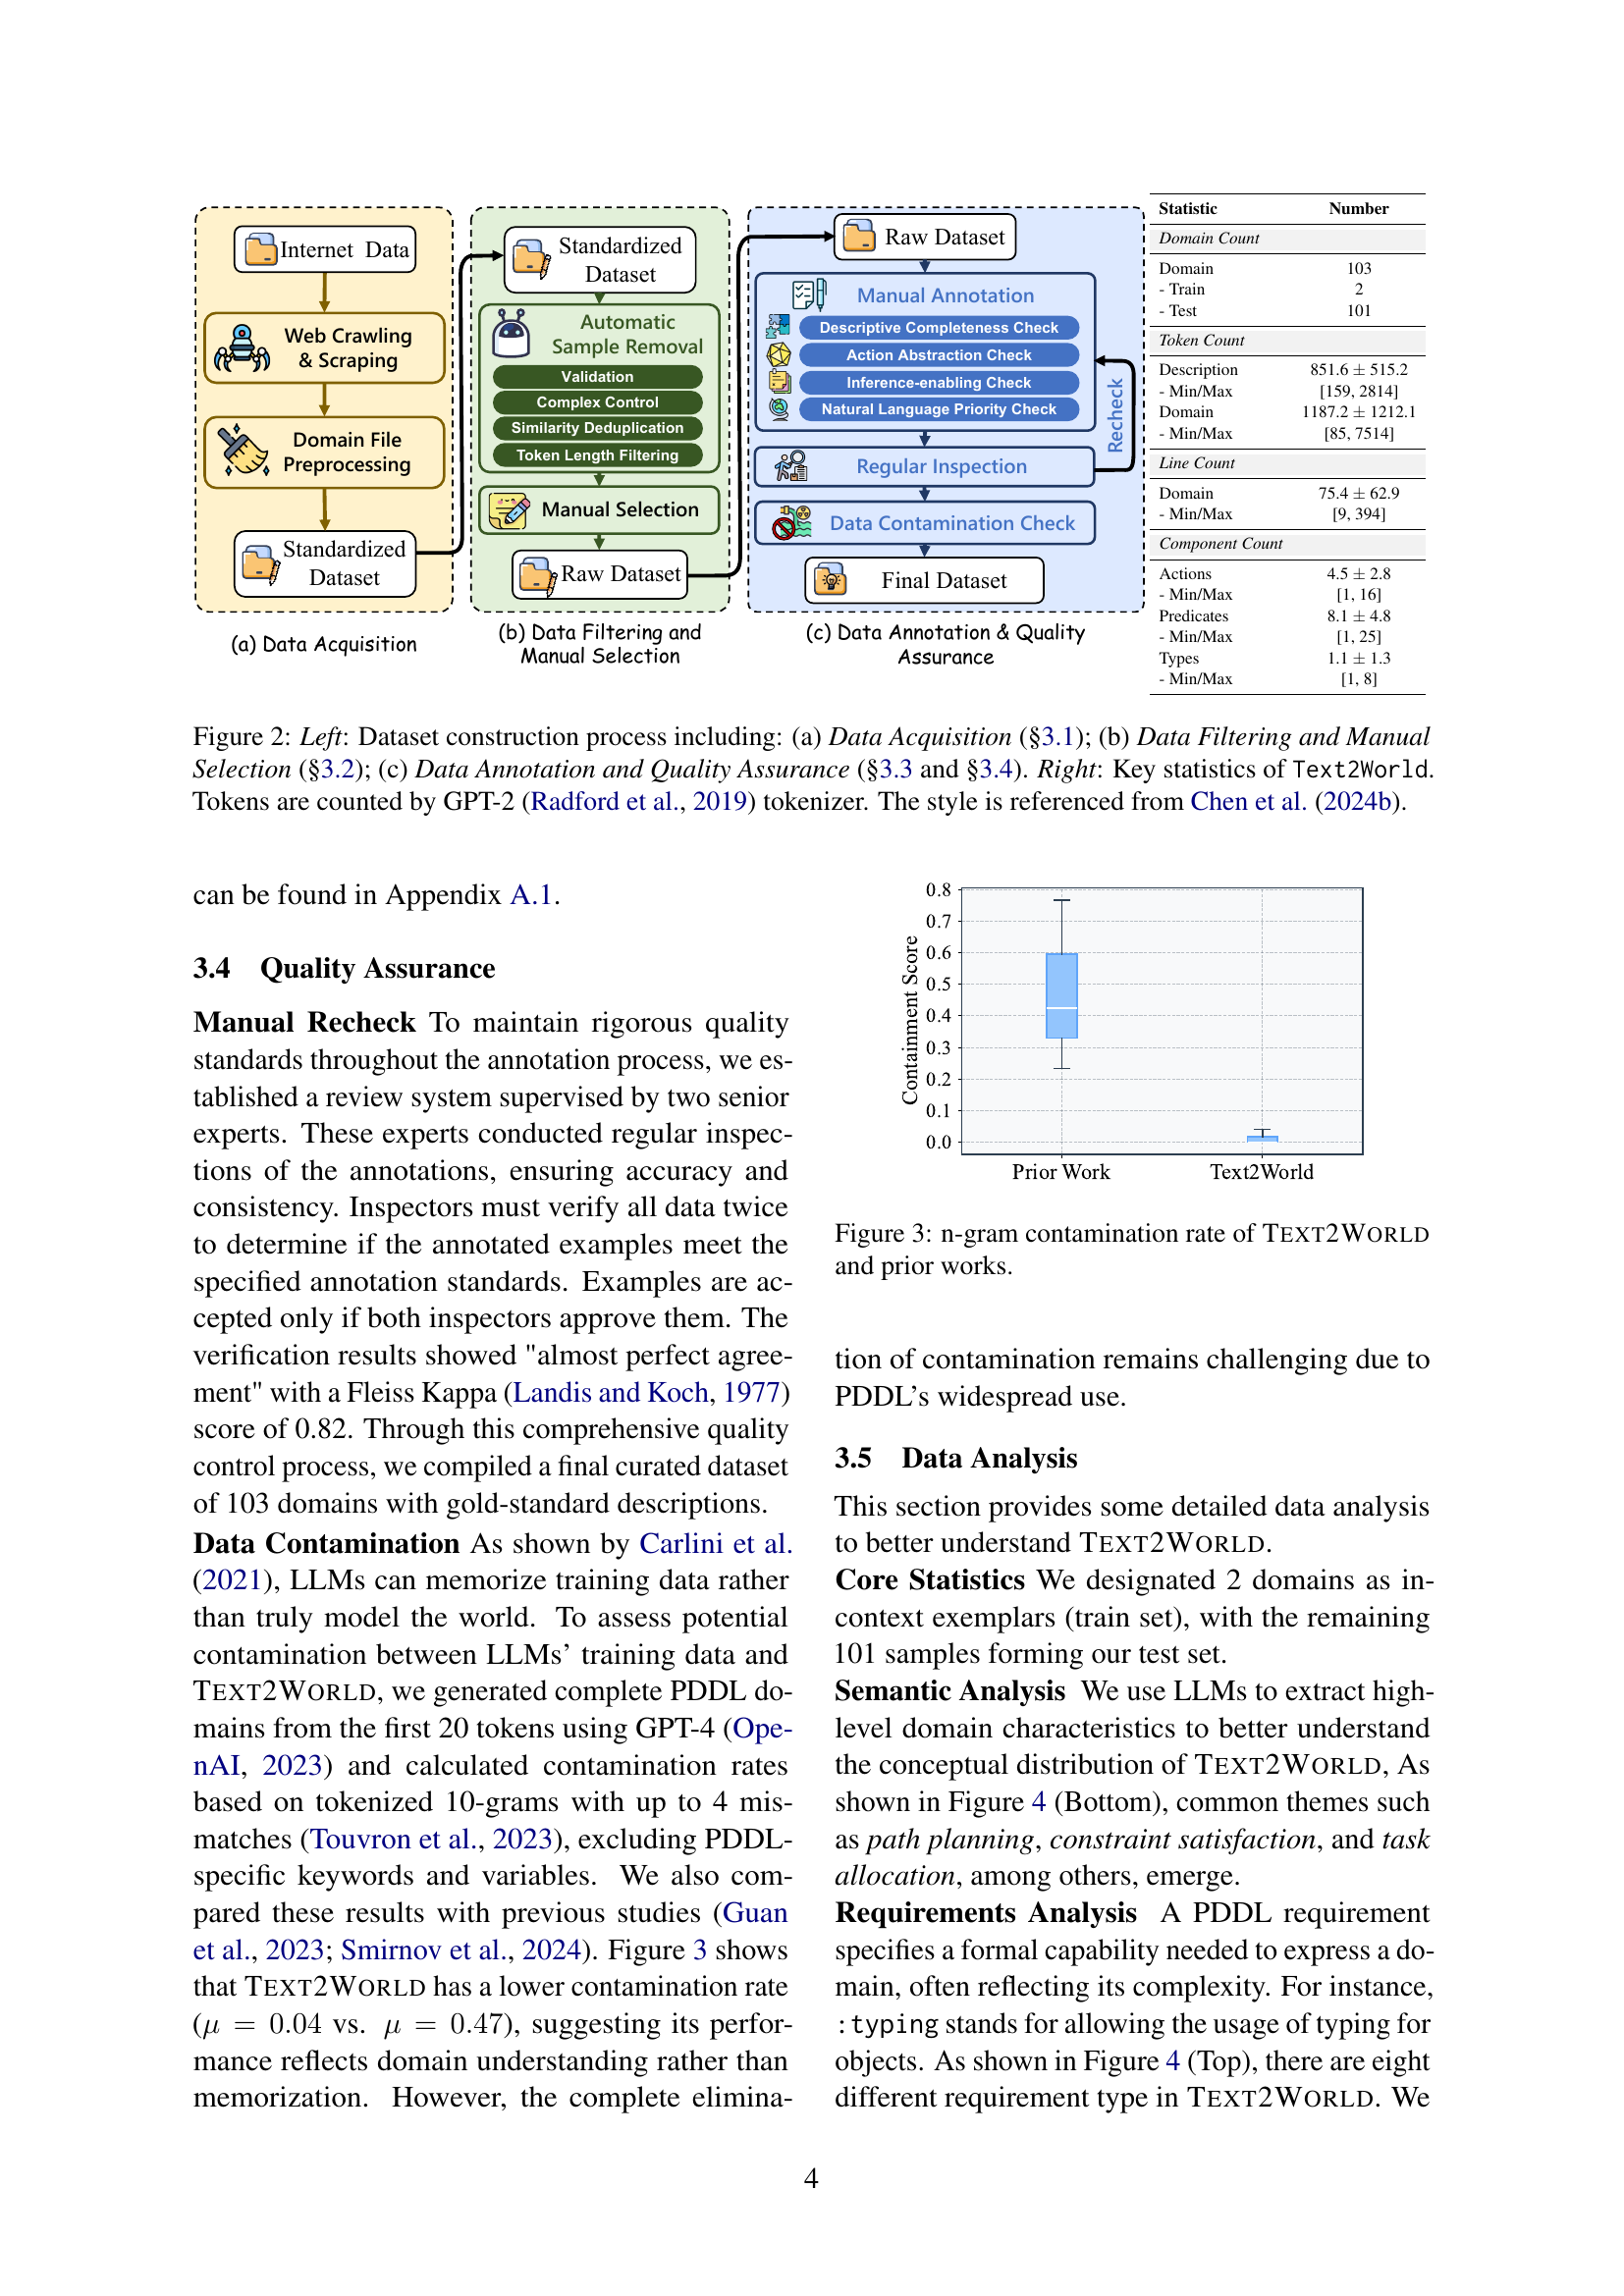 Internet Data
Web Crawling
& Scraping
Domain File
Preprocessing
Standardized
Dataset
(a) Data Acquisition
Standardized
Dataset
Automatic
Sample Removal
Validation
Complex Control
Similarity Deduplication
Token Length Filtering
Manual Selection
Raw Dataset
(b) Data Filtering and
Manual Selection
Raw Dataset
Manual Annotation
Descriptive Completeness Check
Action Abstraction Check
Inference-enabling Check
Natural Language Priority Check
Recheck
Regular Inspection
Data Contamination Check
Final Dataset
(c) Data Annotation & Quality
Assurance
Statistic Number
Domain Count
Domain 103
- Train 2
- Test 101
Token Count
Description 851.6 ± 515.2
- Min/Max [159, 2814]
Domain 1187.2 ± 1212.1
- Min/Max [85, 7514]
Line Count
Domain 75.4 ± 62.9
- Min/Max [9, 394]
Component Count
Actions 4.5 ± 2.8
- Min/Max [1, 16]
Predicates 8.1 ± 4.8
- Min/Max [1, 25]
Types 1.1 ± 1.3
- Min/Max [1, 8]
Figure 2: Left: Dataset construction process including: (a) Data Acquisition (§3.1); (b) Data Filtering and Manual
Selection (§3.2); (c) Data Annotation and Quality Assurance (§3.3 and §3.4). Right: Key statistics of Text2World.
Tokens are counted by GPT-2 (Radford et al., 2019) tokenizer. The style is referenced from Chen et al. (2024b).
can be found in Appendix A.1.
3.4 Quality Assurance
Manual Recheck To maintain rigorous quality
standards throughout the annotation process, we es-
tablished a review system supervised by two senior
experts. These experts conducted regular inspec-
tions of the annotations, ensuring accuracy and
consistency. Inspectors must verify all data twice
to determine if the annotated examples meet the
specified annotation standards. Examples are ac-
cepted only if both inspectors approve them. The
verification results showed "almost perfect agree-
ment" with a Fleiss Kappa (Landis and Koch, 1977)
score of 0.82. Through this comprehensive quality
control process, we compiled a final curated dataset
of 103 domains with gold-standard descriptions.
Data Contamination As shown by Carlini et al.
(2021), LLMs can memorize training data rather
than truly model the world. To assess potential
contamination between LLMs' training data and
TEXT2WORLD, we generated complete PDDL do-
mains from the first 20 tokens using GPT-4 (Ope-
nAI, 2023) and calculated contamination rates
based on tokenized 10-grams with up to 4 mis-
matches (Touvron et al., 2023), excluding PDDL-
specific keywords and variables. We also com-
pared these results with previous studies (Guan
et al., 2023; Smirnov et al., 2024). Figure 3 shows
that TEXT2WORLD has a lower contamination rate
(μ = 0.04 vs. μ = 0.47), suggesting its perfor-
mance reflects domain understanding rather than
memorization. However, the complete elimina-
0.8
0.7
0.6
0.5
0.4
0.3
0.2
0.1
0.0
Containment Score
Prior Work Text2World
Figure 3: n-gram contamination rate of TEXT2WORLD
and prior works.
tion of contamination remains challenging due to
PDDL's widespread use.
3.5 Data Analysis
This section provides some detailed data analysis
to better understand TEXT2WORLD.
Core Statistics We designated 2 domains as in-
context exemplars (train set), with the remaining
101 samples forming our test set.
Semantic Analysis We use LLMs to extract high-
level domain characteristics to better understand
the conceptual distribution of TEXT2WORLD, As
shown in Figure 4 (Bottom), common themes such
as path planning, constraint satisfaction, and task
allocation, among others, emerge.
Requirements Analysis A PDDL requirement
specifies a formal capability needed to express a do-
main, often reflecting its complexity. For instance,
:typing stands for allowing the usage of typing for
objects. As shown in Figure 4 (Top), there are eight
different requirement type in TEXT2WORLD. We
4